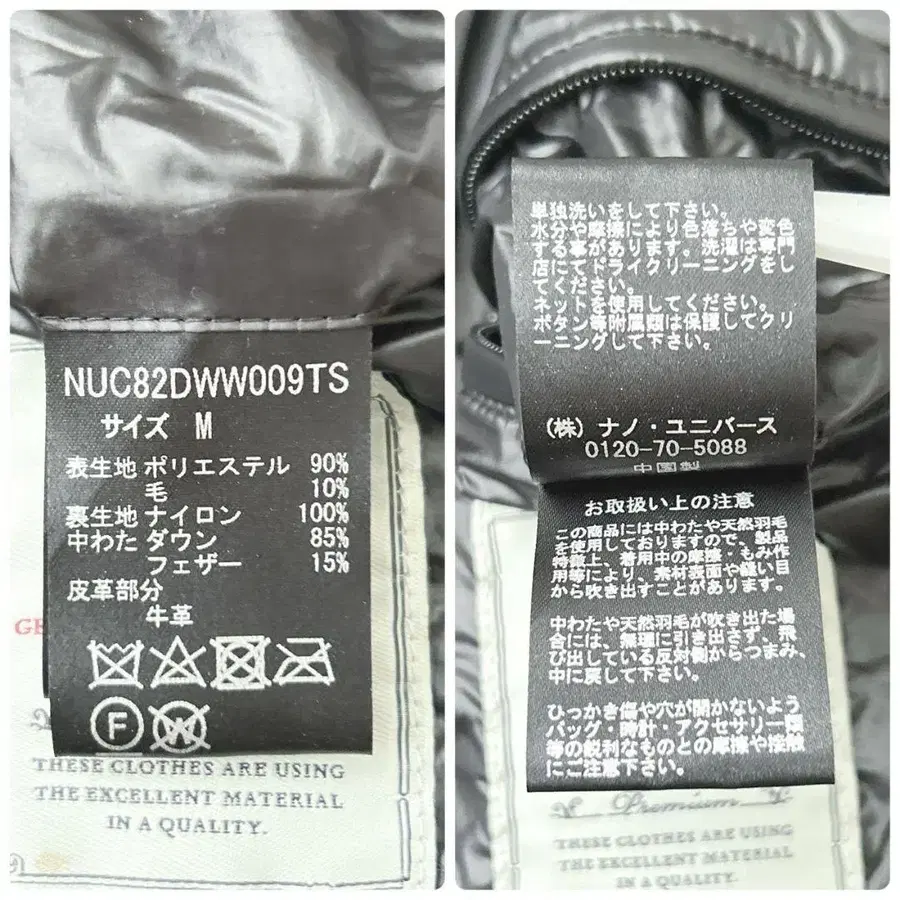 NUC82DWW009TS
サイズ M
表生地 ポリエステル 90%
毛 10%
裏生地 ナイロン 100%
中わた ダウン 85%
フェザー 15%
皮革部分
牛革
F
W
GE
THESE CLOTHES ARE USING
THE EXCELLENT MATERIAL
IN A QUALITY.
単独洗いをして下さい。
水分や摩擦により色落ちや変色
する事があります。洗濯は専門
店にてドライクリーニングをし
てください。
ネットを使用してください。
ボタン等附属類は保護してクリ
ーニングして下さい。
(株) ナノ・ユニバース
0120-70-5088
中国製
お取扱い上の注意
この商品には中わたや天然羽毛
を使用しておりますので、製品
特徴上、着用中の摩擦・もみ作
用等により、素材表面や縫い目
から吹き出すことがあります。
中わたや天然羽毛が吹き出た場
合には、無理に引き出さず、飛
び出している反対側からつまみ、
中に戻して下さい。
ひっかき傷や穴が開かないよう
バッグ・時計・アクセサリー類
等の鋭利なものとの摩擦や接触
にご注意下さい。
Premium
THESE CLOTHES ARE USING
THE EXCELLENT MATERIAL
IN A QUALITY.